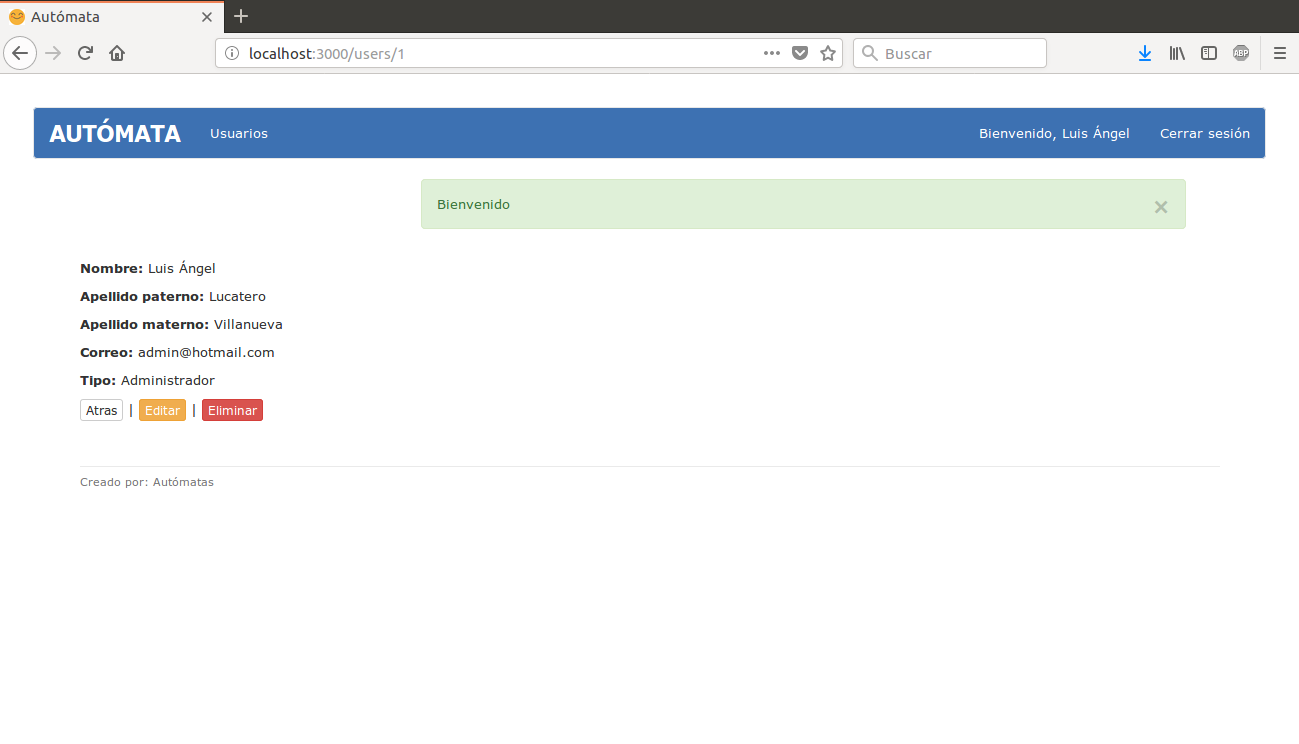 Autómata
localhost:3000/users/1
Buscar
ABP
AUTÓMATA Usuarios Bienvenido, Luis Ángel Cerrar sesión
Bienvenido
Nombre: Luis Ángel
Apellido paterno: Lucatero
Apellido materno: Villanueva
Correo: admin@hotmail.com
Tipo: Administrador
Atras | Editar | Eliminar
Creado por: Autómatas